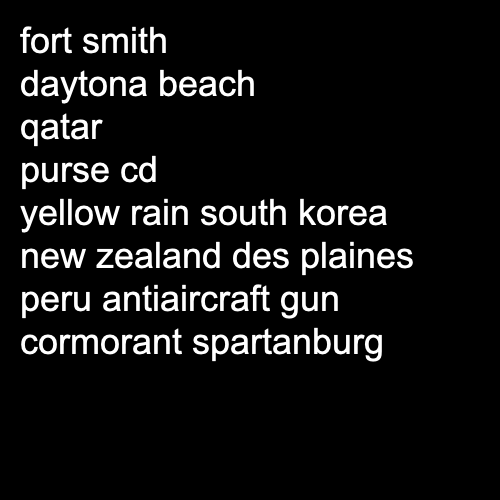 fort smith
daytona beach
qatar
purse cd
yellow rain south korea
new zealand des plaines
peru antiaircraft gun
cormorant spartanburg